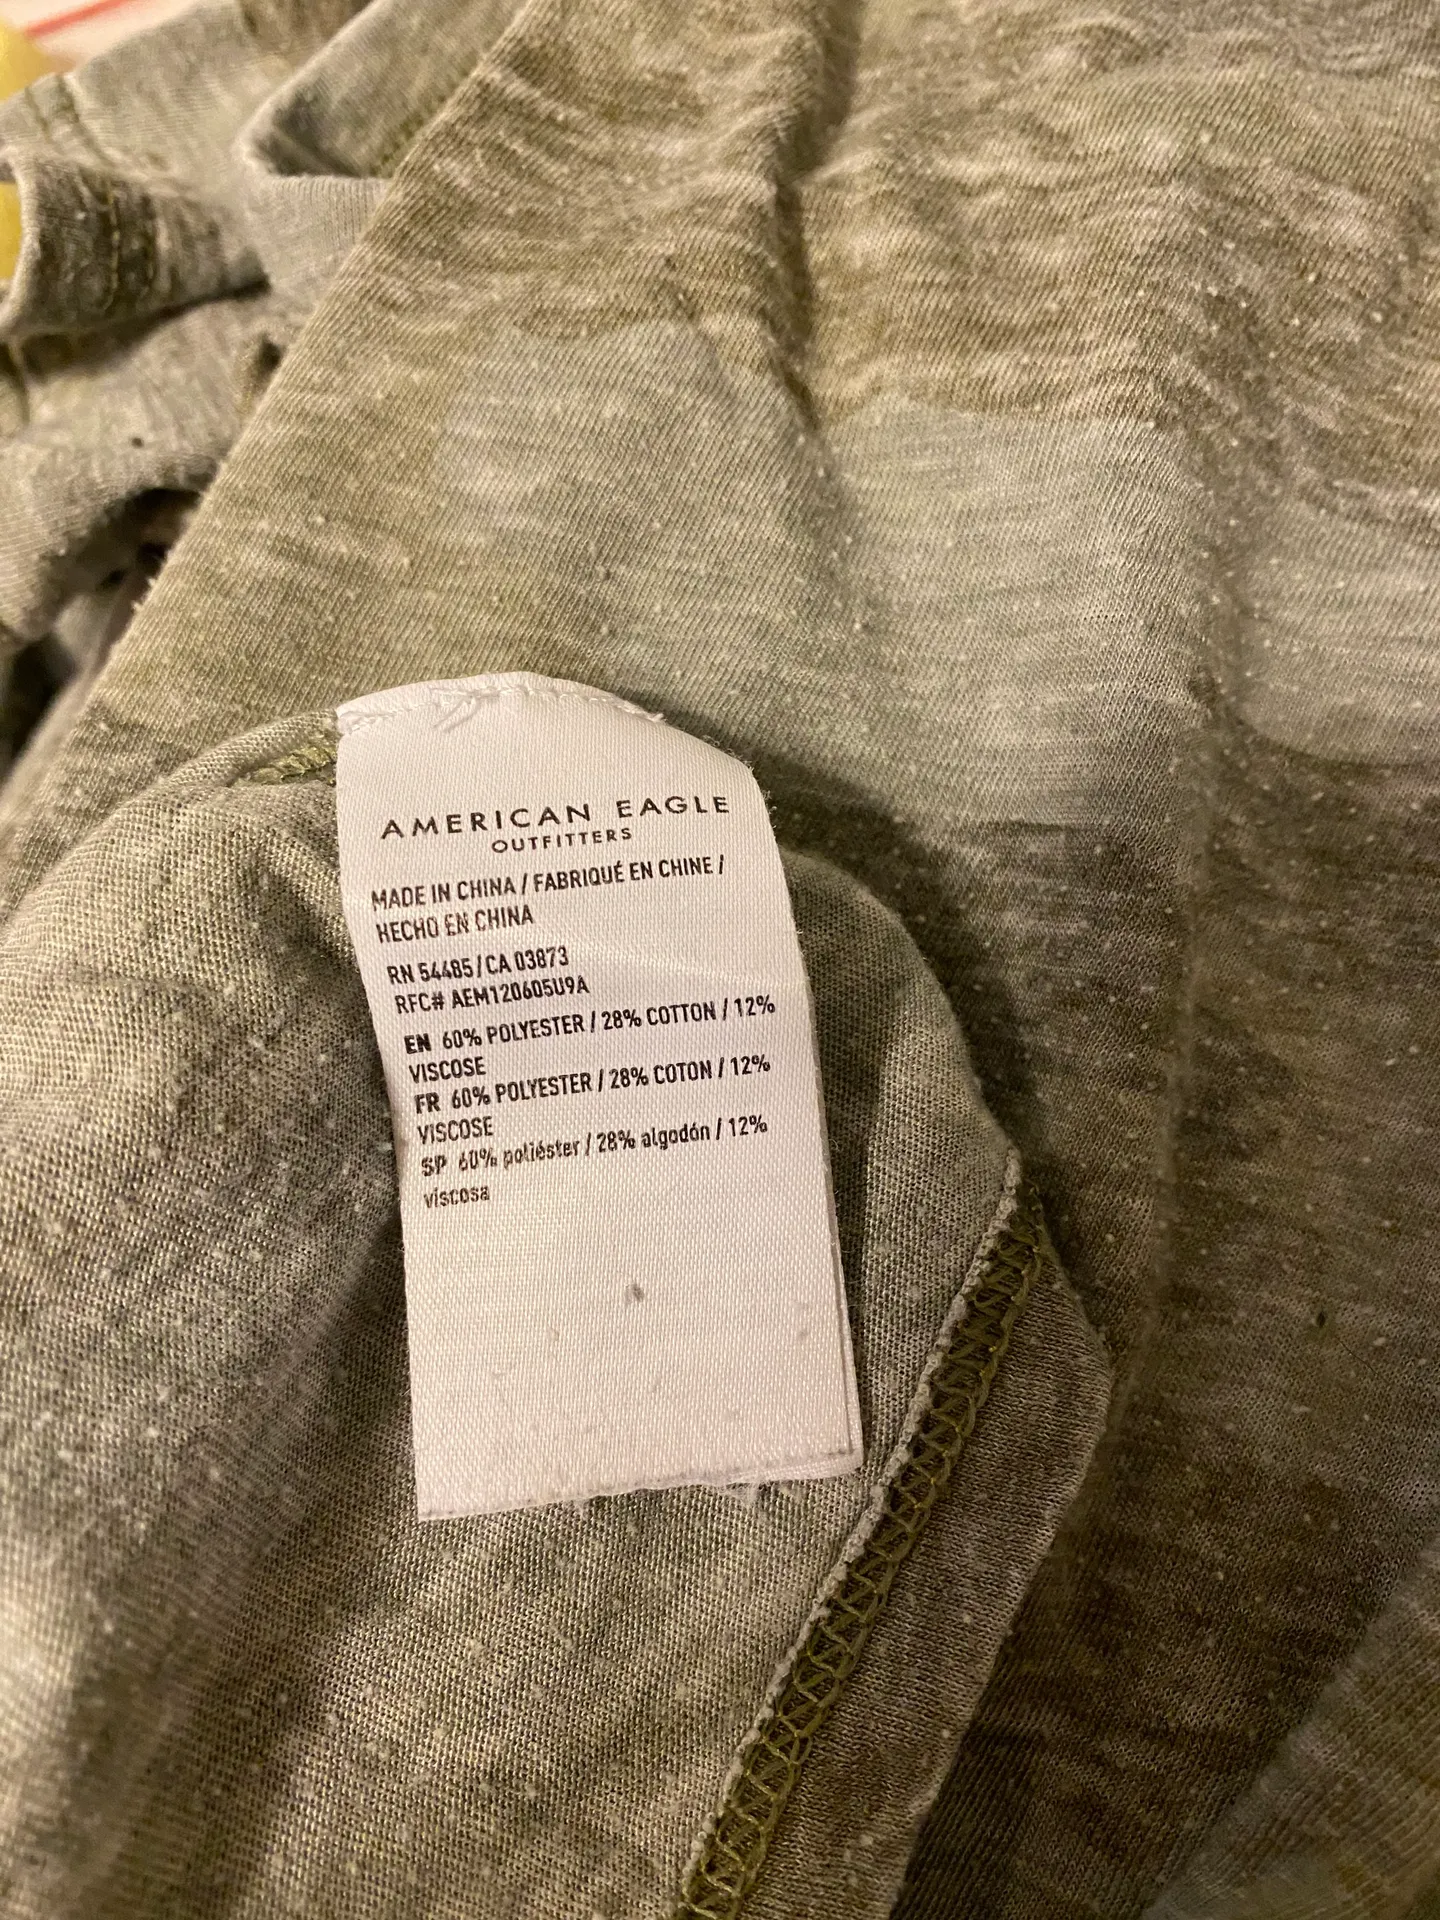 AMERICAN EAGLE
OUTFITTERS
MADE IN CHINA / FABRIQUÉ EN CHINE /
HECHO EN CHINA
RN 54485/CA 03873
RFC# AEM120605U9A
EN 60% POLYESTER / 28% COTTON / 12%
VISCOSE
FR 60% POLYESTER / 28% COTON / 12%
VISCOSE
SP 60% poliéster / 28% algodón / 12%
viscosa